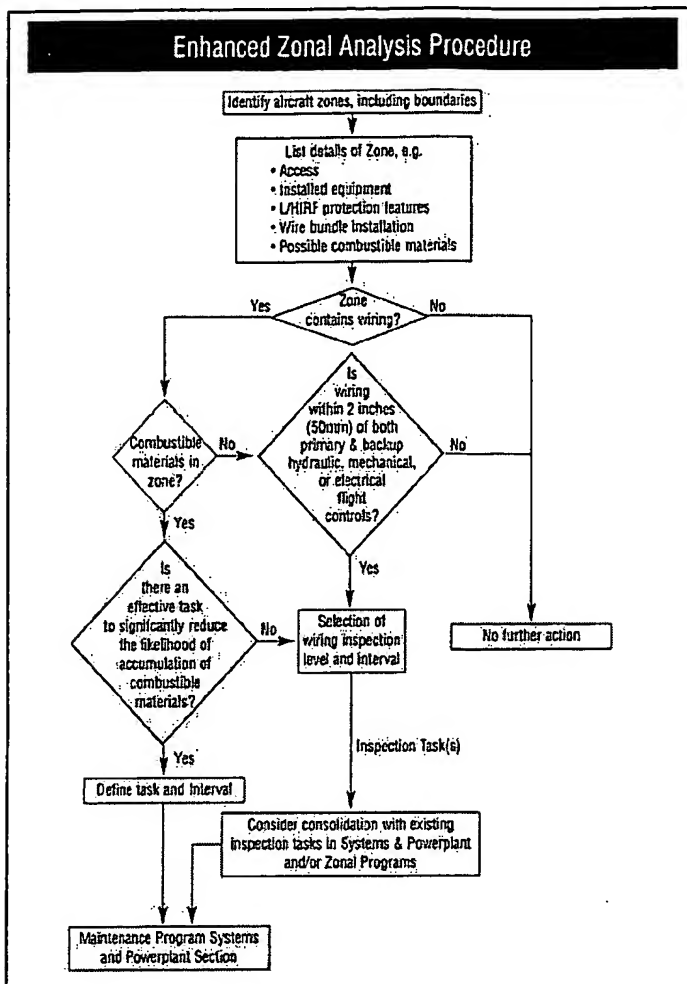 Enhanced Zonal Analysis Procedure
Identify aircraft zones, including boundaries
List details of Zone, e.g.
• Access
• Installed equipment
• L/HIRF protection features
• Wire bundle Installation
• Possible combustible materials
Yes
Zone
contains wiring?
No
Combustible
materials in
zone?
No
Is
wiring
within 2 inches
(50mm) of both
primary & backup
hydraulic, mechanical,
or electrical
flight
controls?
No
Yes
Yes
Is
there an
effective task
to significantly reduce
the likelihood of
accumulation of
combustible
materials?
No
Selection of
wiring inspection
level and interval
No further action
Yes
Inspection Task(s)
Define task and Interval
Consider consolidation with existing
inspection tasks in Systems & Powerplant
and/or Zonal Programs
Maintenance Program Systems
and Powerplant Section